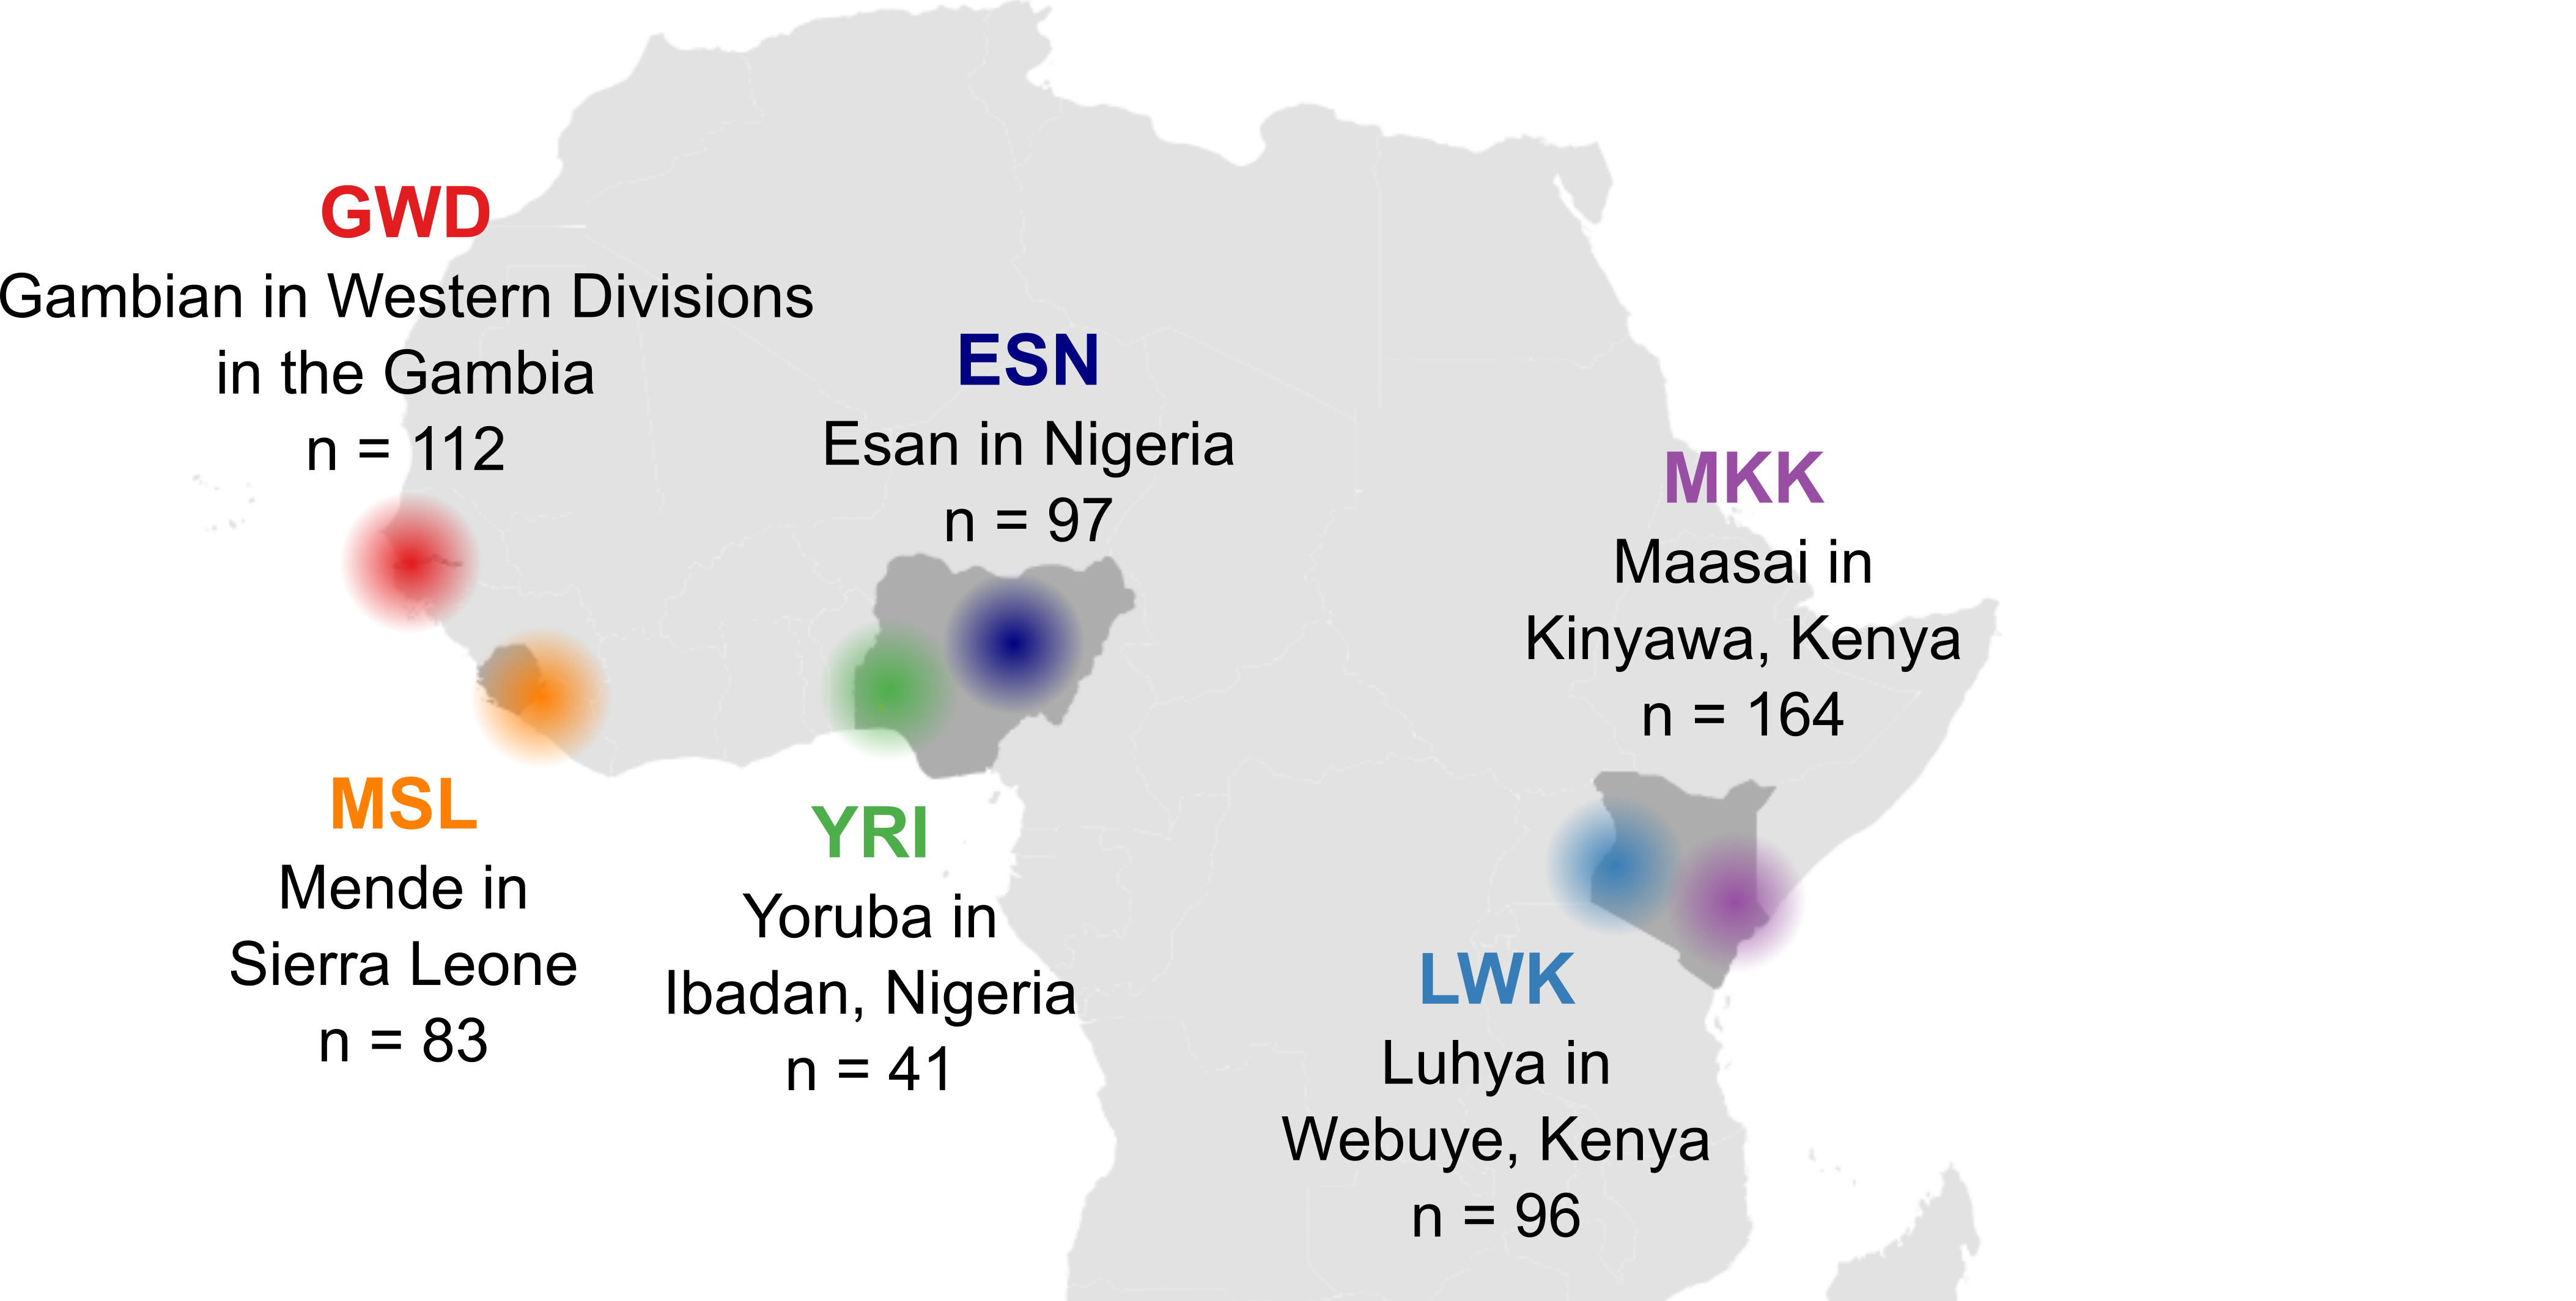 GWD
Gambian in Western Divisions
in the Gambia
n = 112
ESN
Esan in Nigeria
n = 97
MKK
Maasai in
Kinyawa, Kenya
n = 164
MSL
Mende in
Sierra Leone
n = 83
YRI
Yoruba in
Ibadan, Nigeria
n = 41
LWK
Luhya in
Webuye, Kenya
n = 96